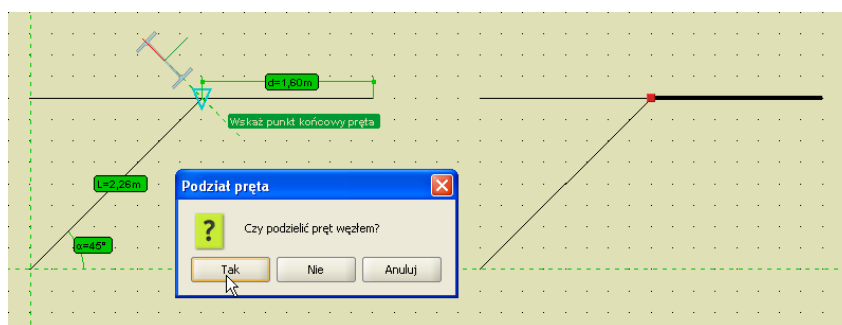 d=1,60m
Wskaż punkt końcowy pręta
L=2,26m
α=45°
Podział pręta
?
Czy podzielić pręt węzłem?
Tak
Nie
Anuluj